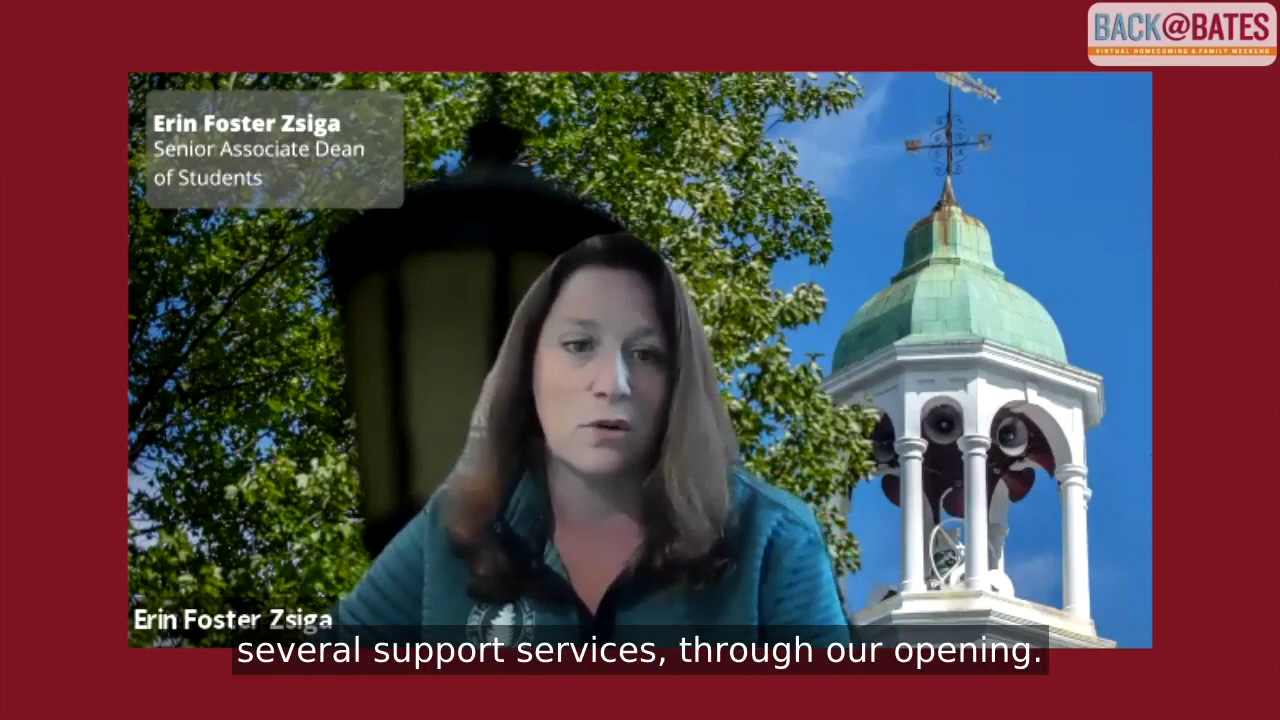 BACK@BATES
VIRTUAL HOMECOMING & FAMILY WEEKEND
Erin Foster Zsiga
Senior Associate Dean
of Students
Erin Foster Zsiga
several support services, through our opening.